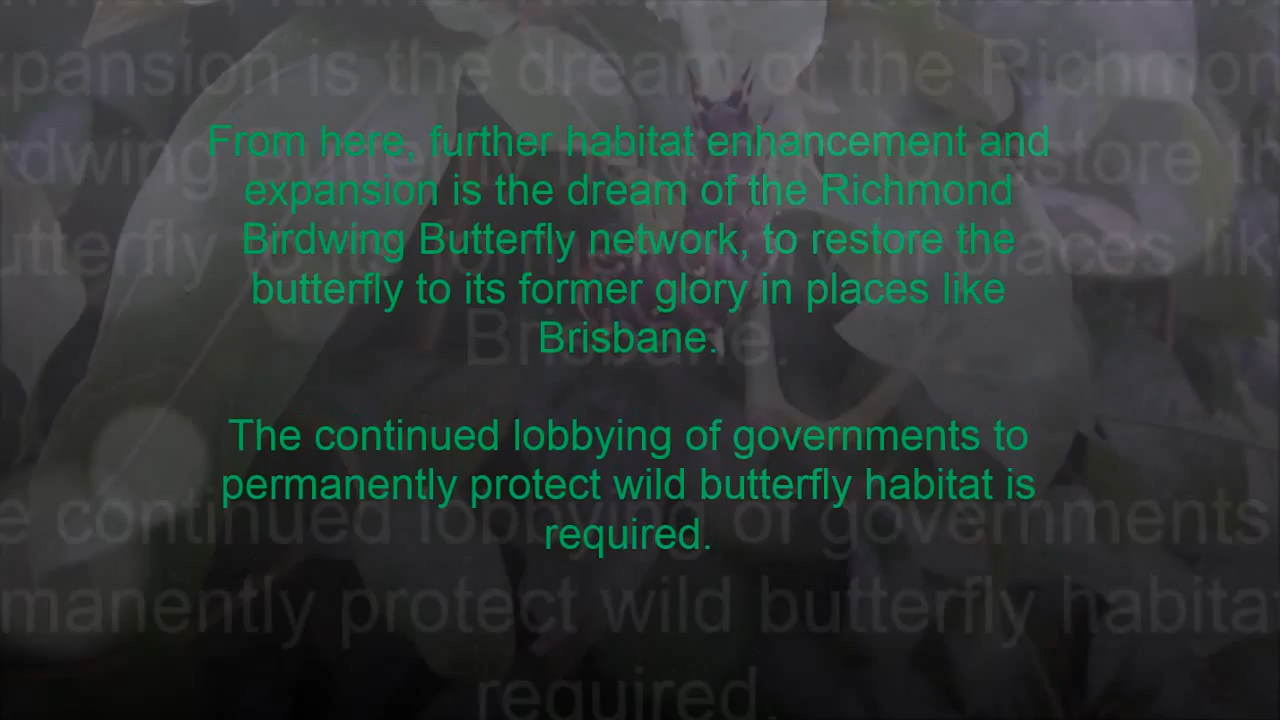 From here, further habitat enhancement and
expansion is the dream of the Richmond
Birdwing Butterfly network, to restore the
butterfly to its former glory in places like
Brisbane.
The continued lobbying of governments to
permanently protect wild butterfly habitat is
required.